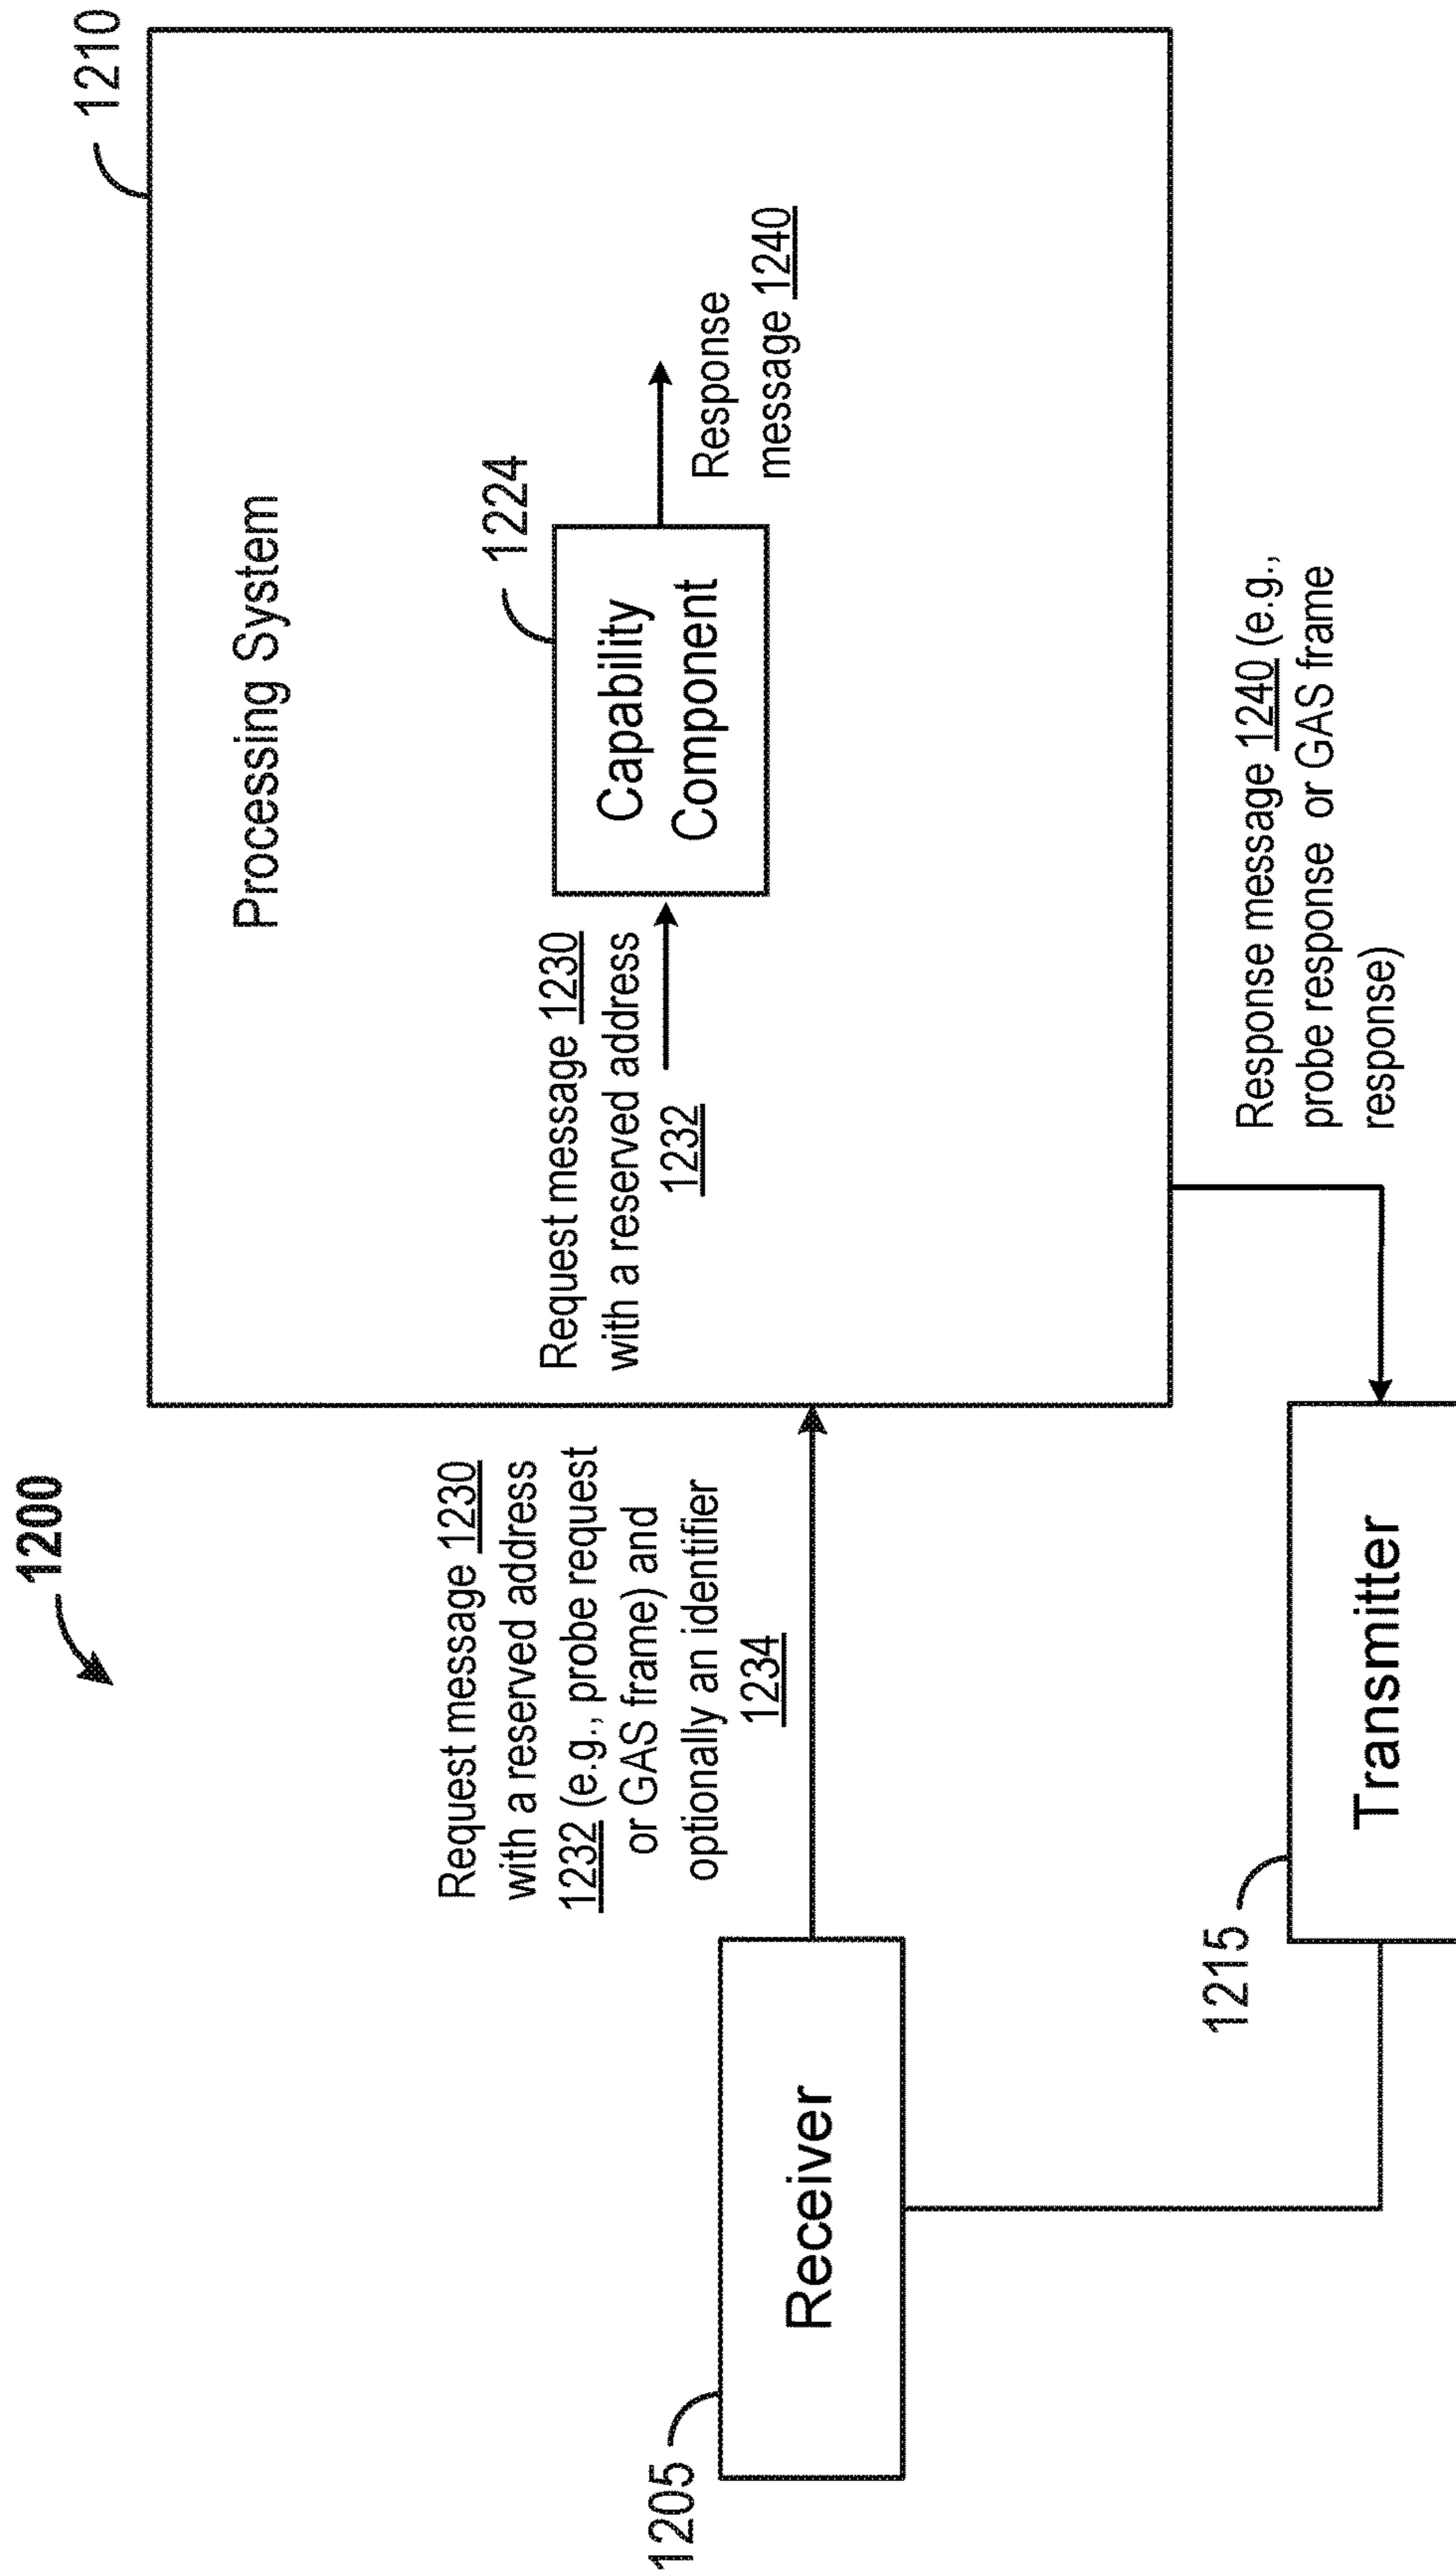 1200
1210
Processing System
1224
Capability
Component
Request message 1230
with a reserved address
1232
Response
message 1240
Request message 1230
with a reserved address
1232 (e.g., probe request
or GAS frame) and
optionally an identifier
1234
1205
Receiver
1215
Transmitter
Response message 1240 (e.g.,
probe response or GAS frame
response)